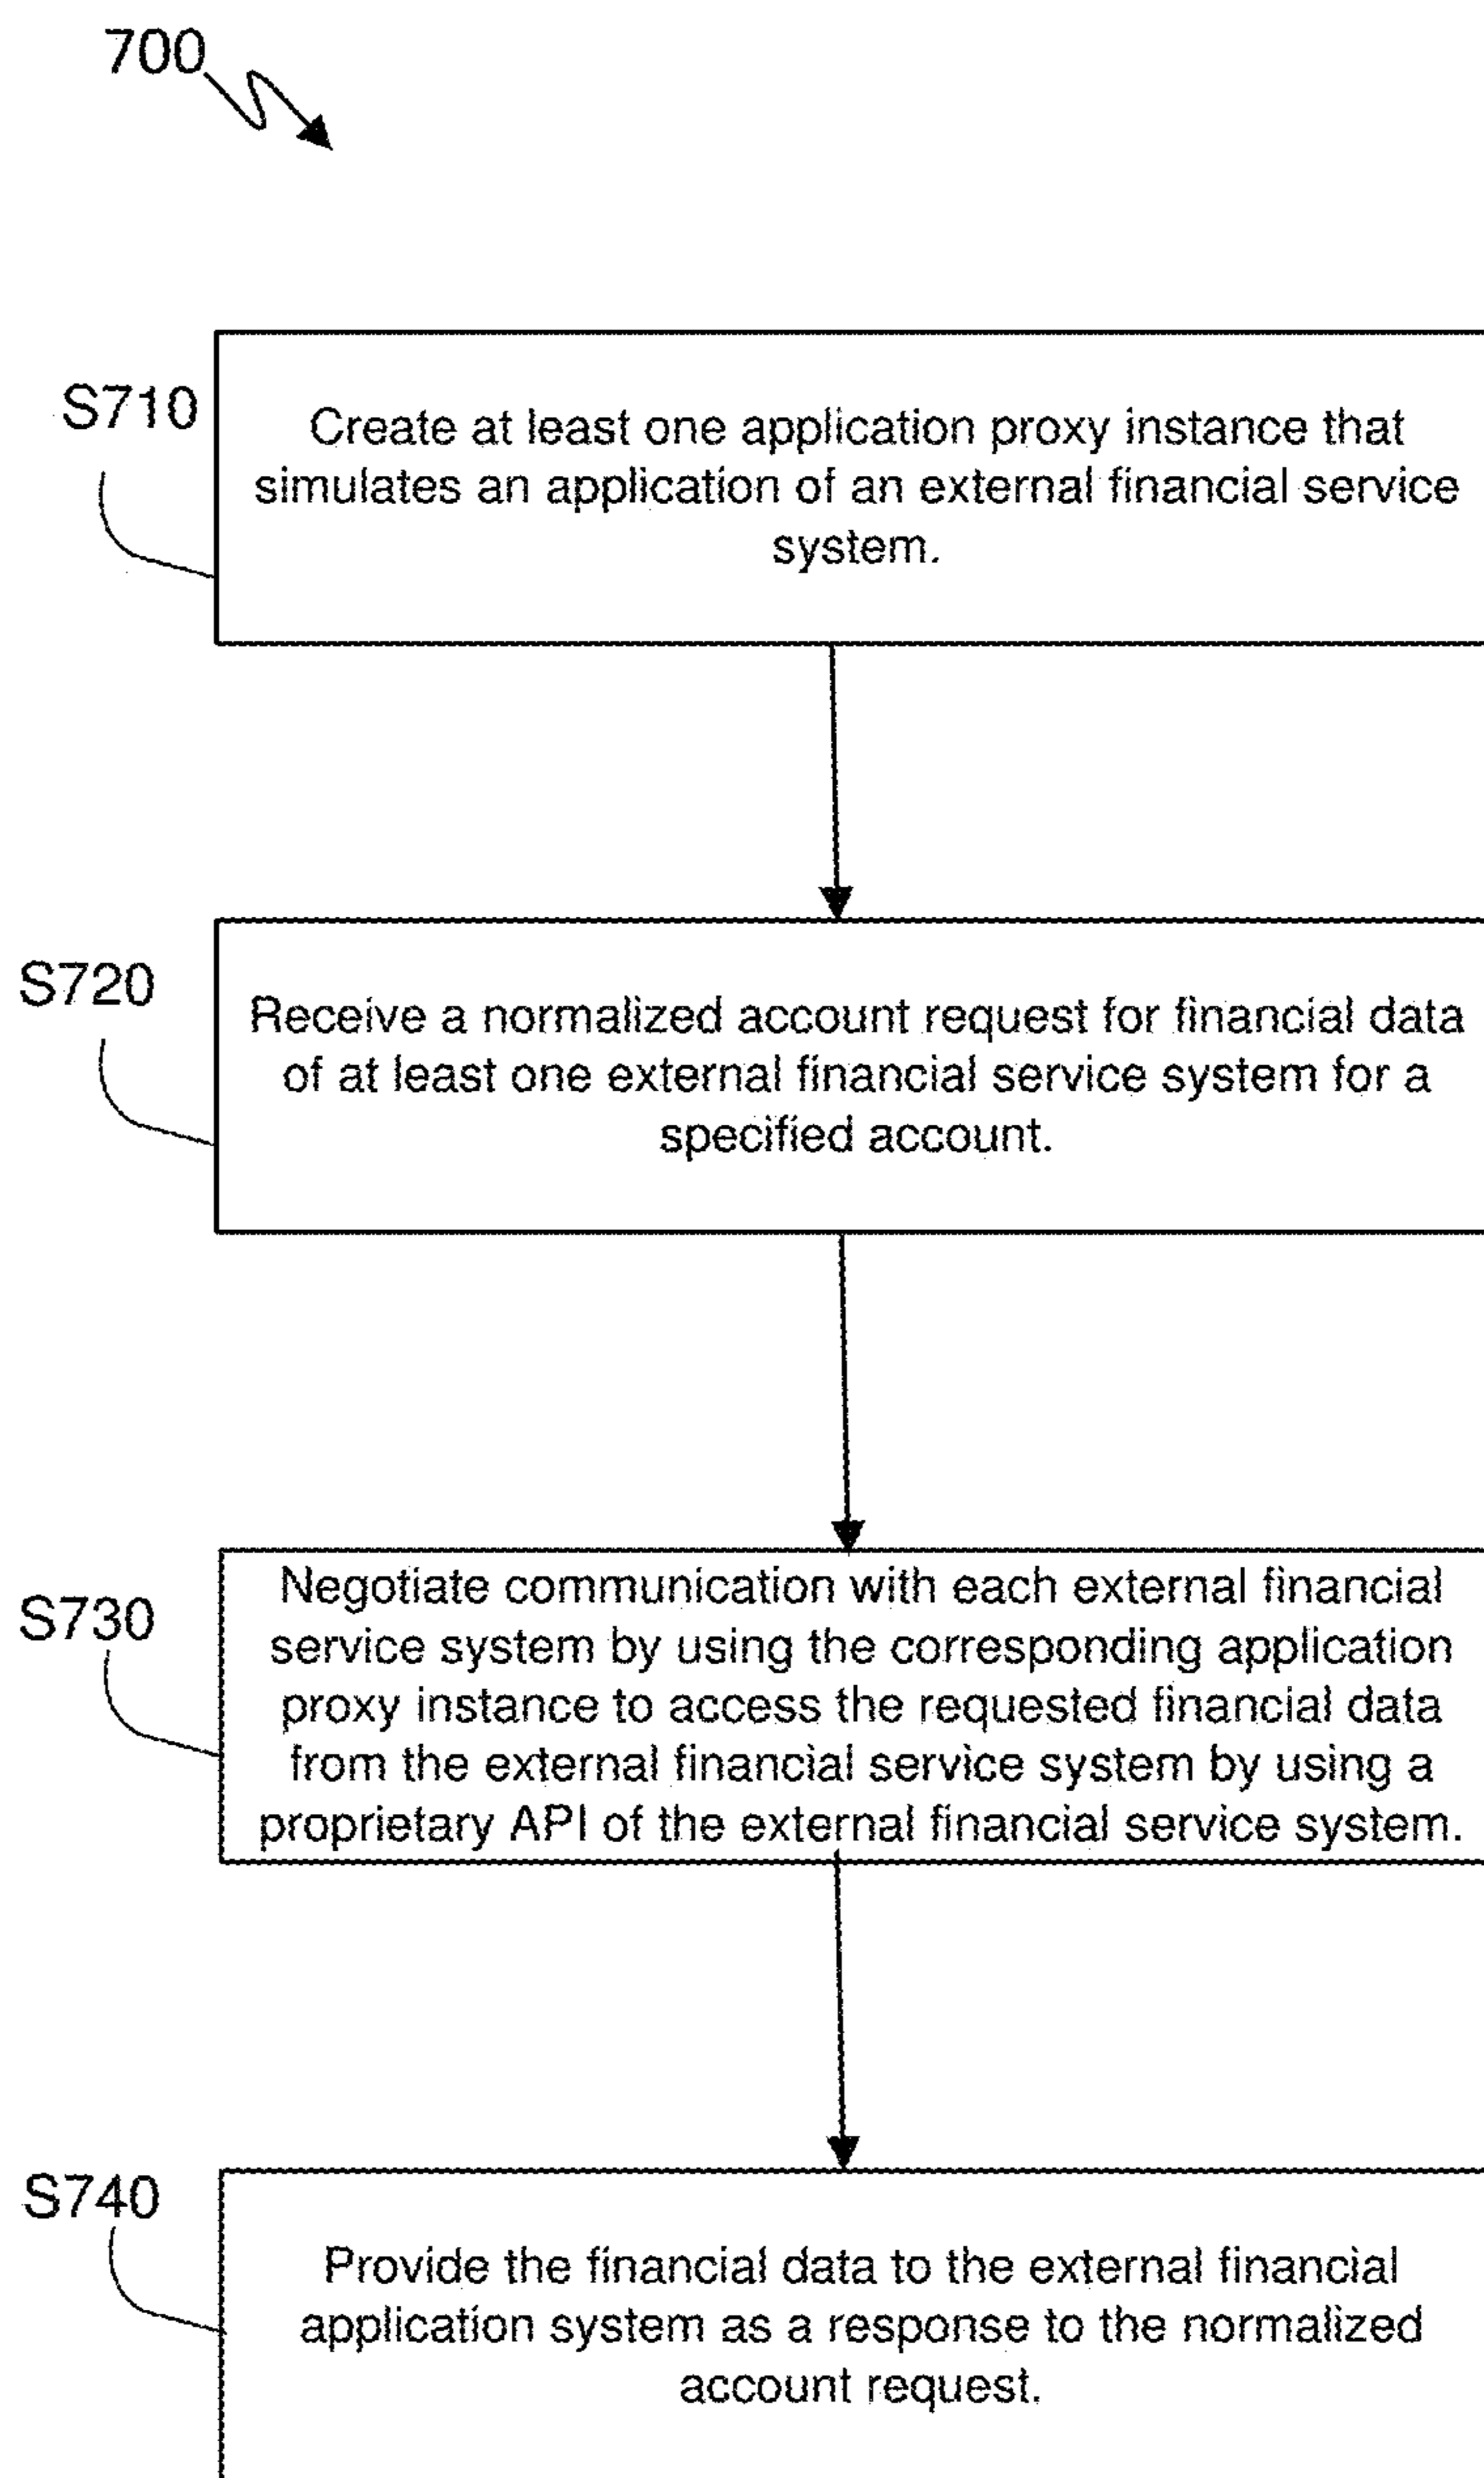 700
S710
Create at least one application proxy instance that
simulates an application of an external financial service
system.
S720
Receive a normalized account request for financial data
of at least one external financial service system for a
specified account.
S730
Negotiate communication with each external financial
service system by using the corresponding application
proxy instance to access the requested financial data
from the external financial service system by using a
proprietary API of the external financial service system.
S740
Provide the financial data to the external financial
application system as a response to the normalized
account request.